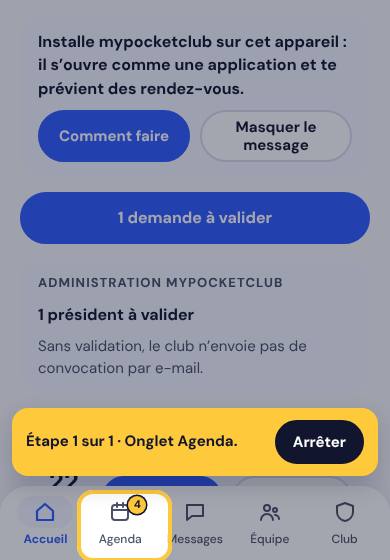 Installe mypocketclub sur cet appareil :
il s’ouvre comme une application et te
prévient des rendez-vous.
Comment faire
Masquer le
message
1 demande à valider
ADMINISTRATION MYPOCKETCLUB
1 président à valider
Sans validation, le club n’envoie pas de
convocation par e-mail.
Étape 1 sur 1 · Onglet Agenda.
Arrêter
4
Accueil
Agenda
Messages
Équipe
Club